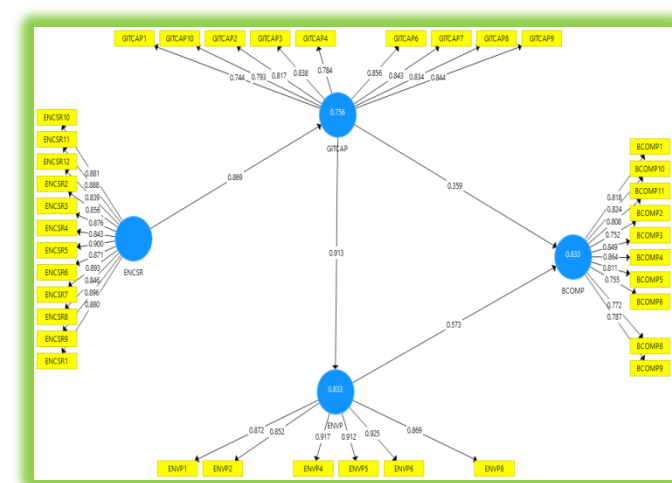 GITCAP1 GITCAP10 GITCAP2 GITCAP3 GITCAP4 GITCAP6 GITCAP7 GITCAP8 GITCAP9
0.744 0.793 0.817 0.838 0.784 0.856 0.843 0.834 0.844
0.756
GITCAP
ENCSR10
ENCSR11
ENCSR12
ENCSR2
ENCSR3
ENCSR4
ENCSR5
ENCSR6
ENCSR7
ENCSR8
ENCSR9
ENCSR1
0.881
0.888
0.839
0.856
0.876
0.843
0.900
0.871
0.893
0.846
0.896
0.880
ENCSR
0.869
0.359
0.913
0.573
BCOMP1
BCOMP10
BCOMP11
BCOMP2
BCOMP3
BCOMP4
BCOMP5
BCOMP6
BCOMP8
BCOMP9
0.818
0.824
0.808
0.752
0.849
0.864
0.811
0.755
0.772
0.787
0.833
BCOMP
0.833
ENVP
0.872 0.852 0.917 0.912 0.925 0.869
ENVP1 ENVP2 ENVP4 ENVP5 ENVP6 ENVP8